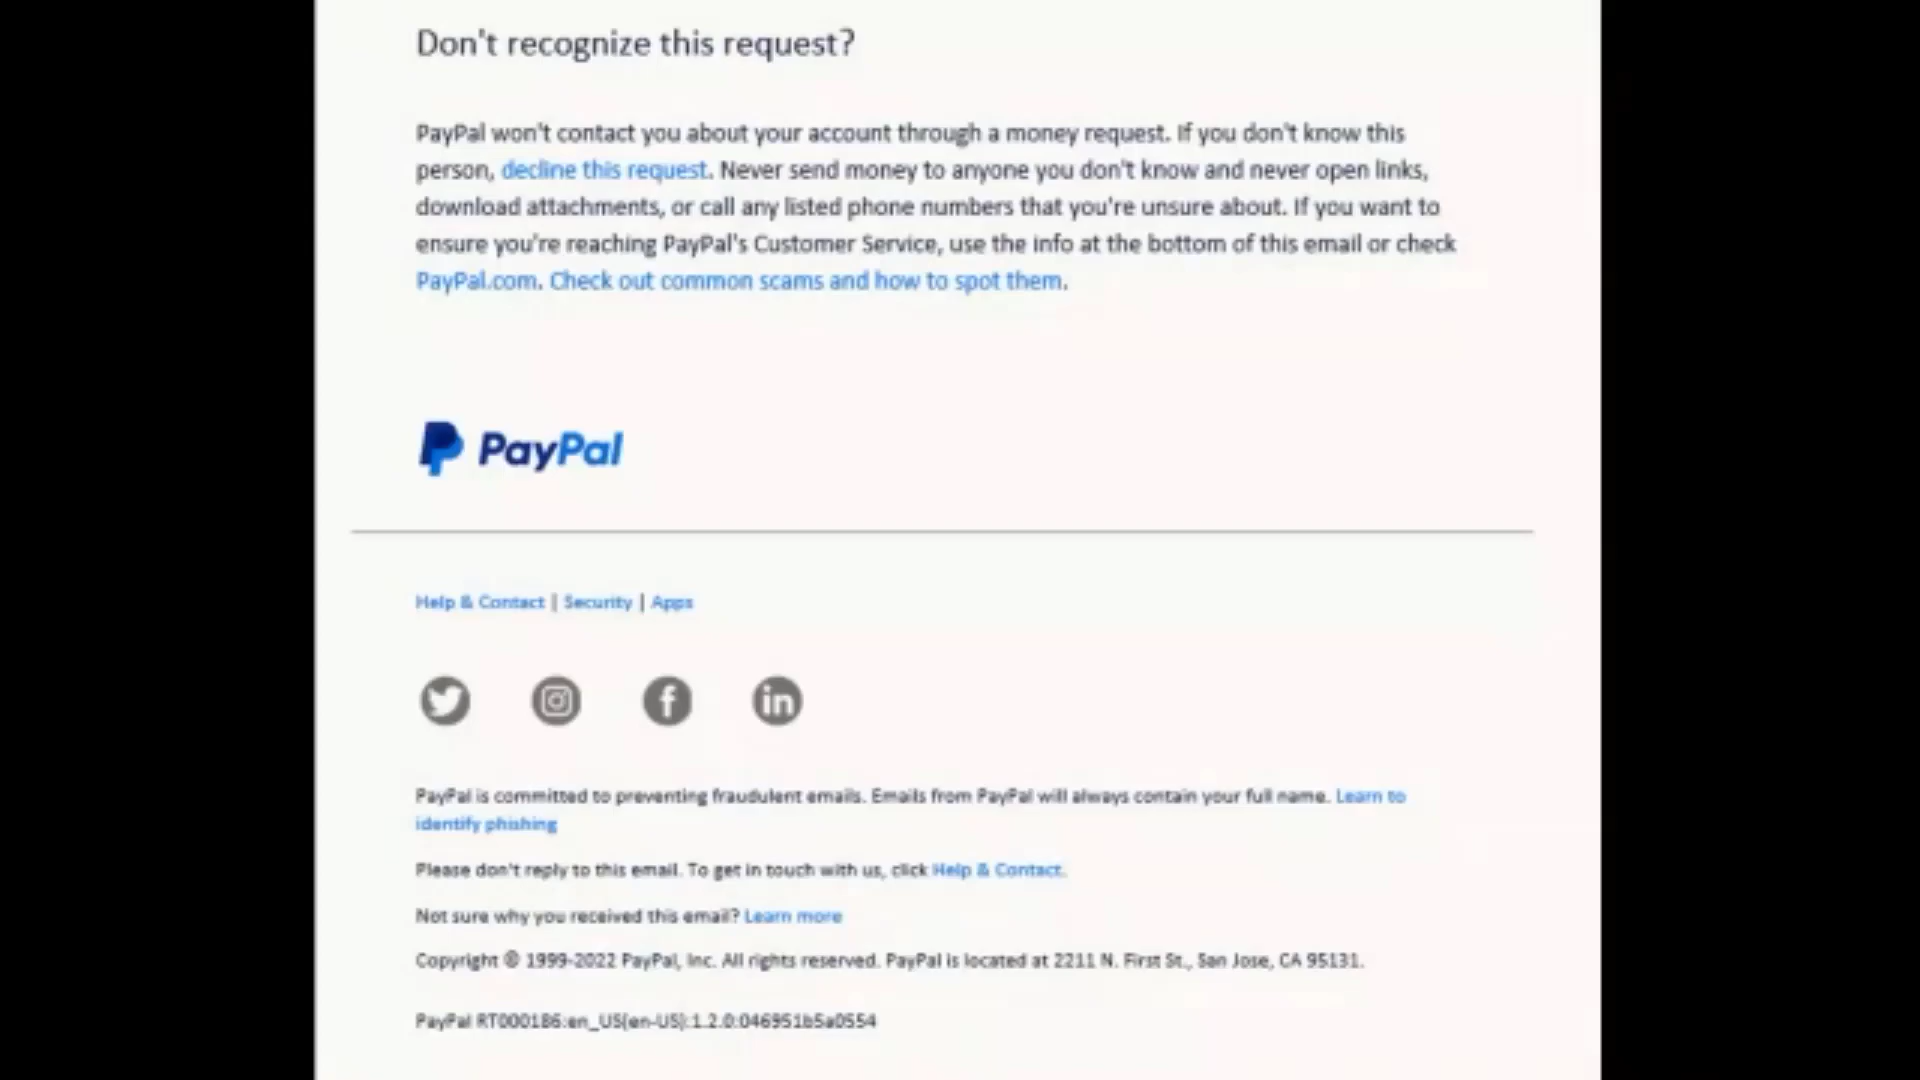 Don't recognize this request?
PayPal won't contact you about your account through a money request. If you don't know this
person, decline this request. Never send money to anyone you don't know and never open links,
download attachments, or call any listed phone numbers that you're unsure about. If you want to
ensure you're reaching PayPal's Customer Service, use the info at the bottom of this email or check
PayPal.com. Check out common scams and how to spot them.
PayPal
Help & Contact | Security | Apps
PayPal is committed to preventing fraudulent emails. Emails from PayPal will always contain your full name. Learn to
identify phishing
Please don't reply to this email. To get in touch with us, click Help & Contact.
Not sure why you received this email? Learn more
Copyright © 1999-2022 PayPal, Inc. All rights reserved. PayPal is located at 2211 N. First St., San Jose, CA 95131.
PayPal RT000186:en_US(en-US):1.2.0:046951b5a0554